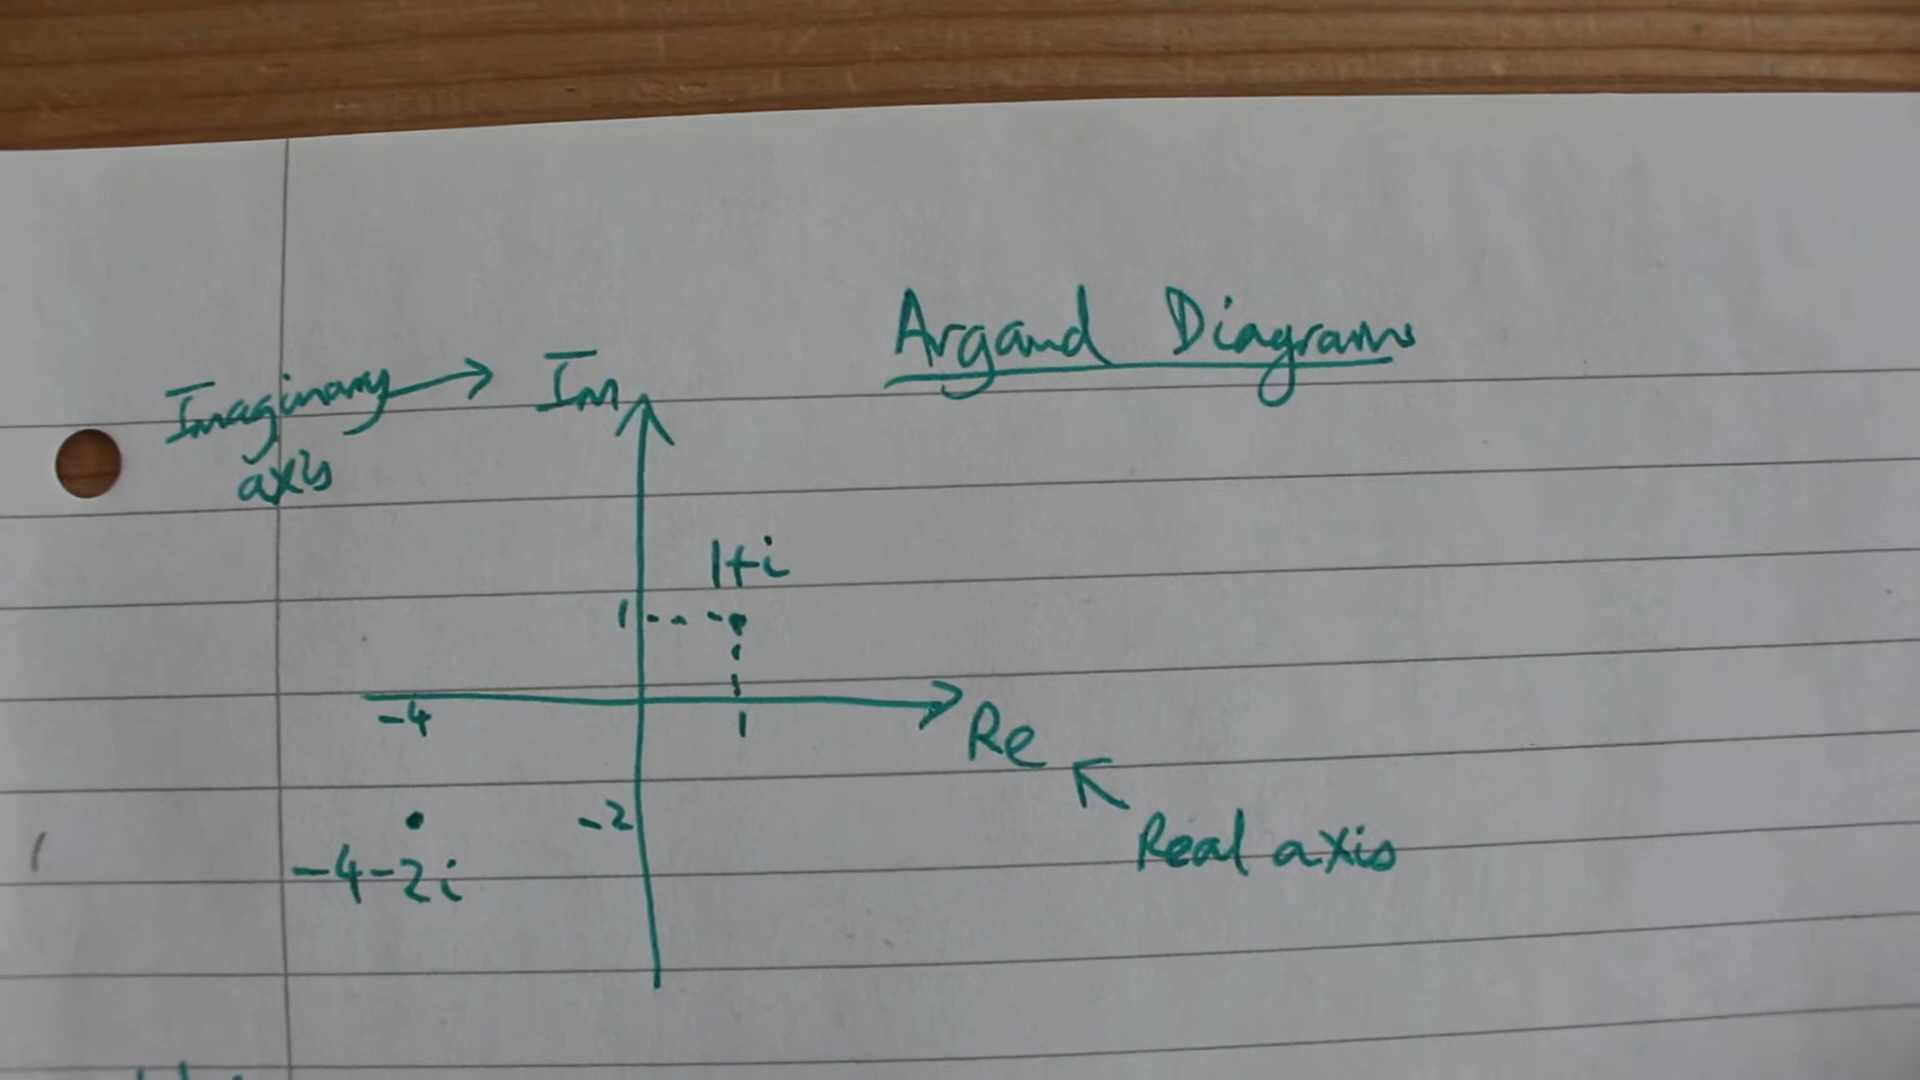 Argand Diagrams
Imaginary
axis
Im
1+i
1
-4
1
Re
-2
-4-2i
Real axis